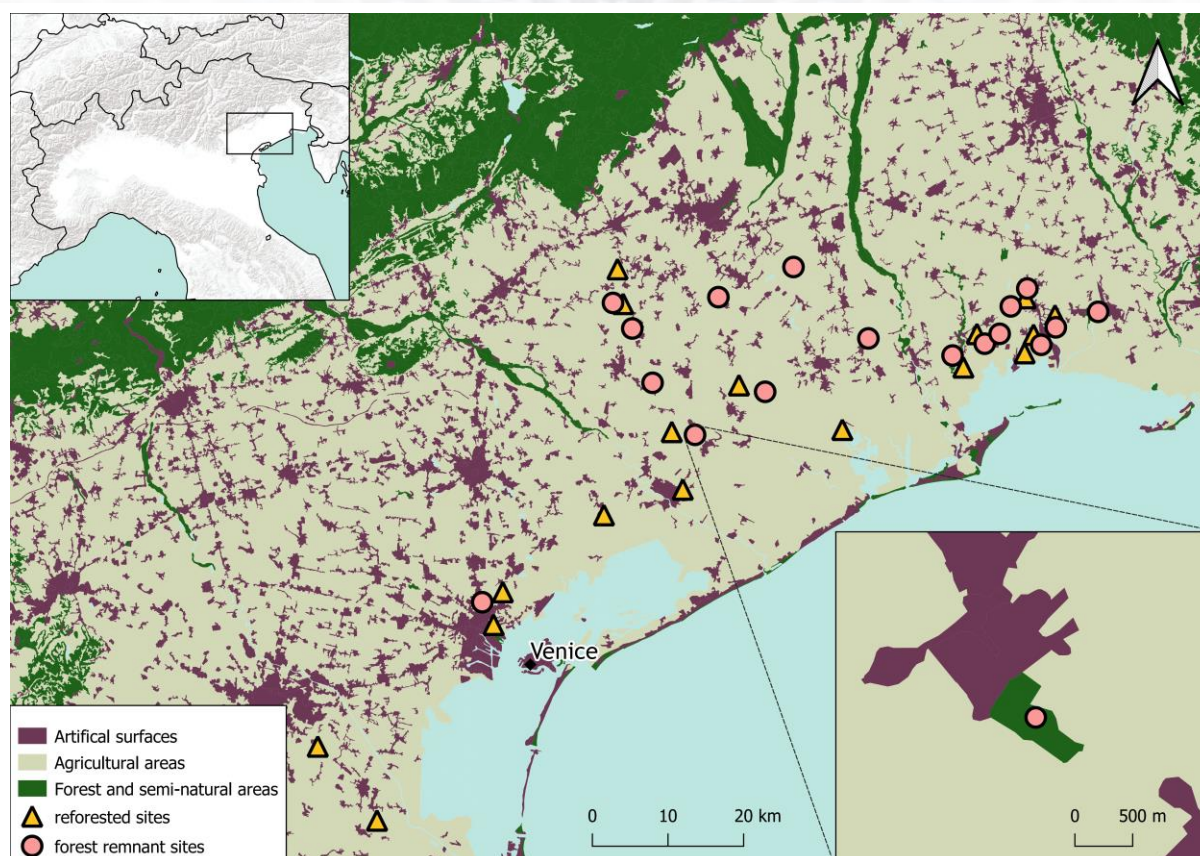 Venice
Artifical surfaces
Agricultural areas
Forest and semi-natural areas
reforested sites
forest remnant sites
0 10 20 km
0 500 m